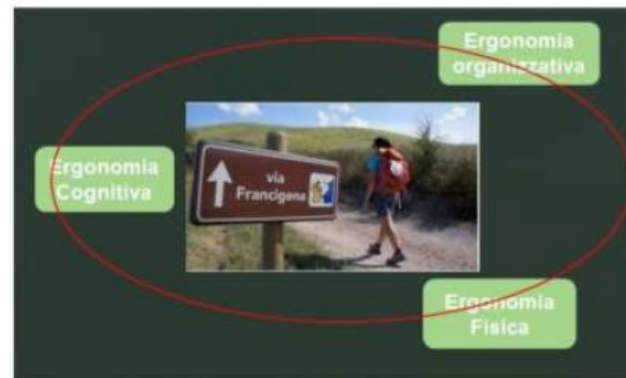 Ergonomia
organizzativa
Ergonomia
Cognitiva
via
Francigena
Ergonomia
Fisica